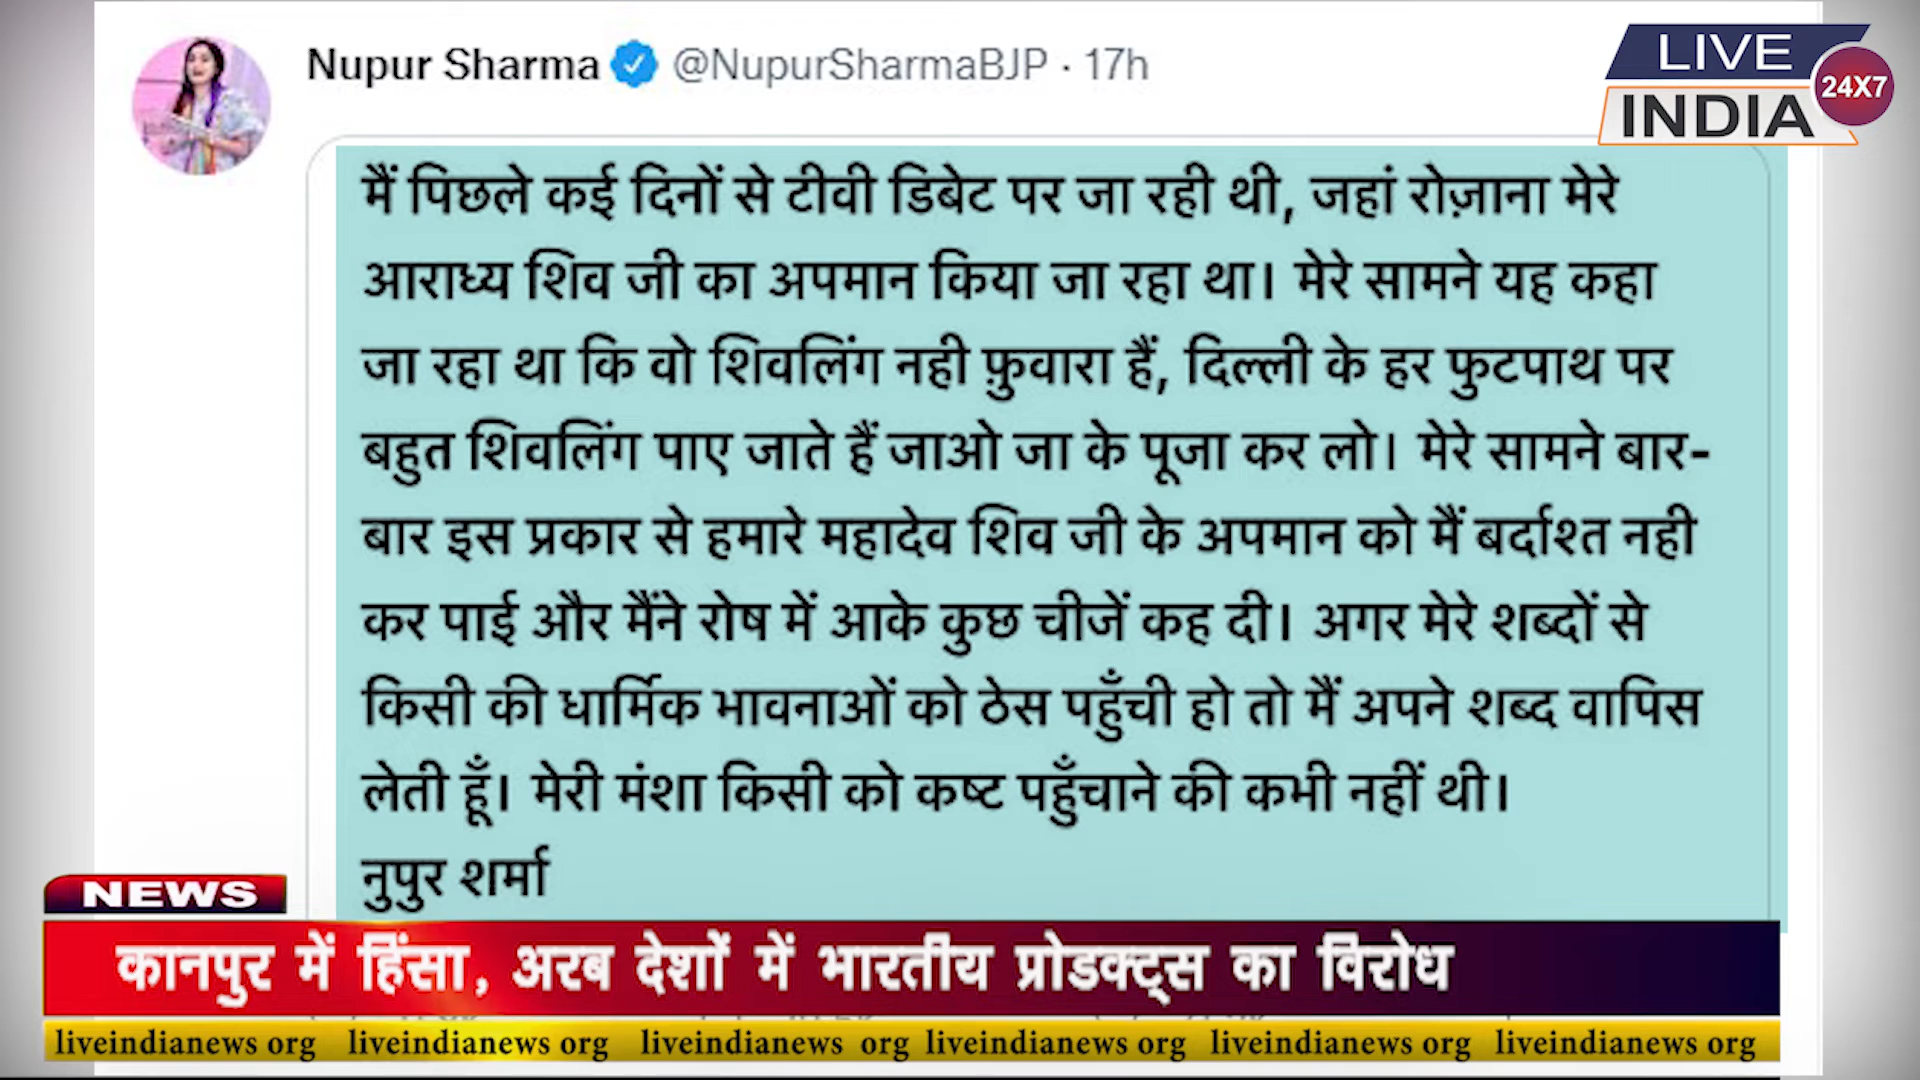 Nupur Sharma @NupurSharmaBJP · 17h
LIVE
INDIA
24X7
मैं पिछले कई दिनों से टीवी डिबेट पर जा रही थी, जहां रोज़ाना मेरे
आराध्य शिव जी का अपमान किया जा रहा था। मेरे सामने यह कहा
जा रहा था कि वो शिवलिंग नही फ़ुवारा हैं, दिल्ली के हर फुटपाथ पर
बहुत शिवलिंग पाए जाते हैं जाओ जा के पूजा कर लो। मेरे सामने बार-
बार इस प्रकार से हमारे महादेव शिव जी के अपमान को मैं बर्दाश्त नही
कर पाई और मैंने रोष में आके कुछ चीजें कह दी। अगर मेरे शब्दों से
किसी की धार्मिक भावनाओं को ठेस पहुँची हो तो मैं अपने शब्द वापिस
लेती हूँ। मेरी मंशा किसी को कष्ट पहुँचाने की कभी नहीं थी।
नुपुर शर्मा
NEWS
कानपुर में हिंसा, अरब देशों में भारतीय प्रोडक्ट्स का विरोध
liveindianews org liveindianews org liveindianews org liveindianews org liveindianews org liveindianews org